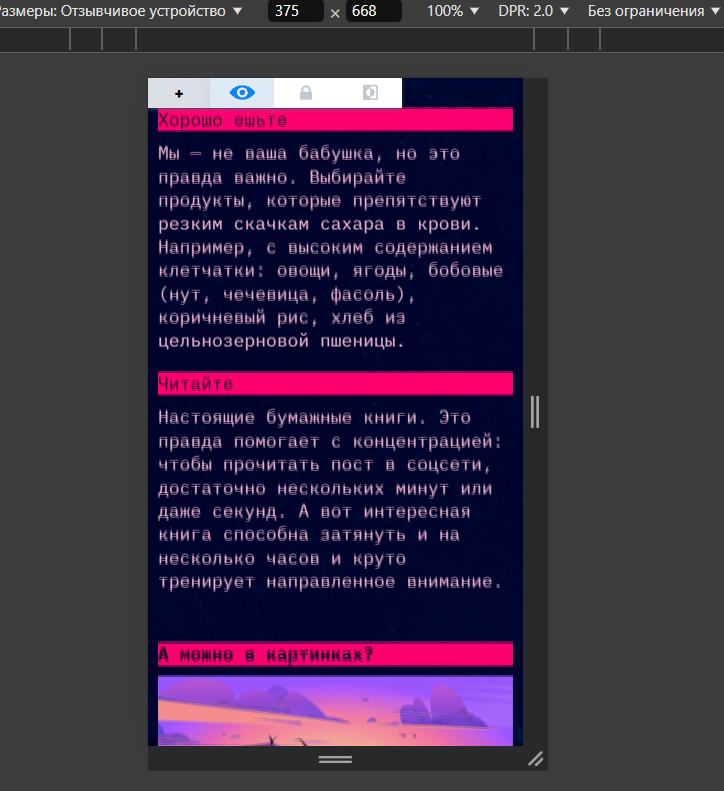 Размеры: Отзывчивое устройство ▼ 375 × 668 100% ▼ DPR: 2.0 ▼ Без ограничения ▼
+
Хорошо ешьте
Мы — не ваша бабушка, но это
правда важно. Выбирайте
продукты, которые препятствуют
резким скачкам сахара в крови.
Например, с высоким содержанием
клетчатки: овощи, ягоды, бобовые
(нут, чечевица, фасоль),
коричневый рис, хлеб из
цельнозерновой пшеницы.
Читайте
Настоящие бумажные книги. Это
правда помогает с концентрацией:
чтобы прочитать пост в соцсети,
достаточно нескольких минут или
даже секунд. А вот интересная
книга способна затянуть и на
несколько часов и круто
тренирует направленное внимание.
А можно в картинках?